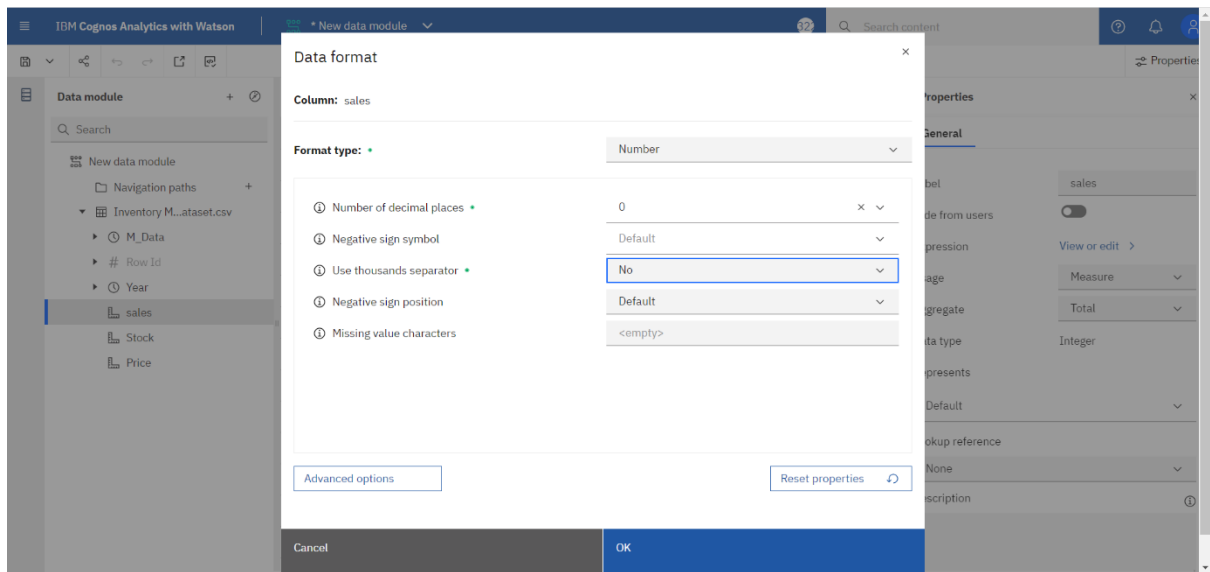 IBM Cognos Analytics with Watson
* New data module
Search content
Properties
Data module
Search
New data module
Navigation paths
Inventory M...ataset.csv
M_Data
# Row Id
Year
sales
Stock
Price
Data format
Column: sales
Format type: Number
Number of decimal places 0
Negative sign symbol Default
Use thousands separator No
Negative sign position Default
Missing value characters <empty>
Advanced options
Reset properties
Cancel
OK
Properties
General
bel sales
de from users
pression View or edit
age Measure
gregate Total
ta type Integer
presents
Default
okup reference
None
scription